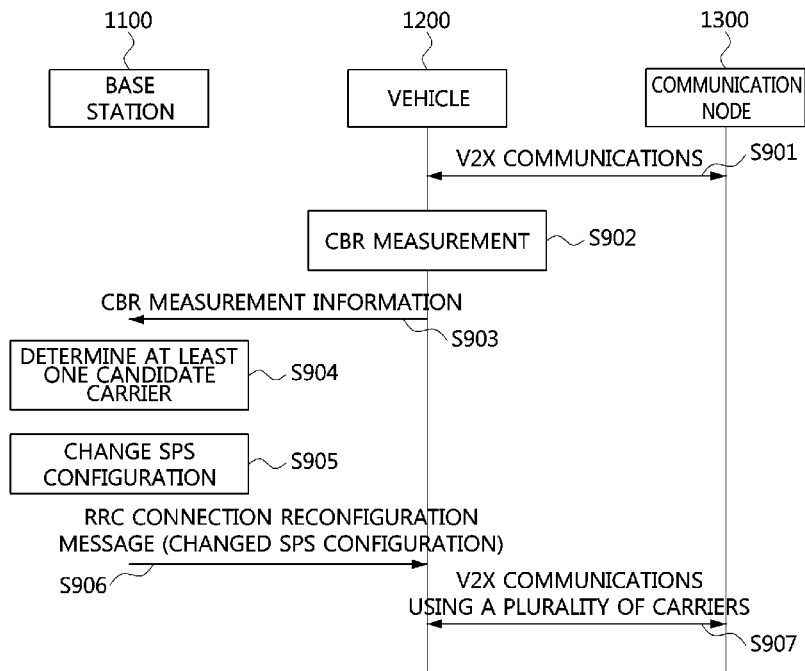 1100
1200
1300
BASE
STATION
VEHICLE
COMMUNICATION
NODE
V2X COMMUNICATIONS
S901
CBR MEASUREMENT
S902
CBR MEASUREMENT INFORMATION
S903
DETERMINE AT LEAST
ONE CANDIDATE
CARRIER
S904
CHANGE SPS
CONFIGURATION
S905
RRC CONNECTION RECONFIGURATION
MESSAGE (CHANGED SPS CONFIGURATION)
S906
V2X COMMUNICATIONS
USING A PLURALITY OF CARRIERS
S907